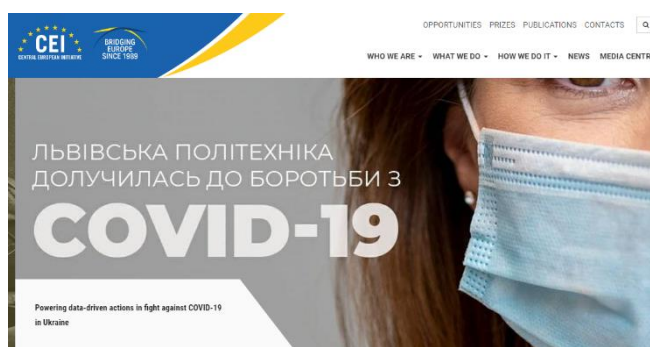 OPPORTUNITIES PRIZES PUBLICATIONS CONTACTS
CEI
CENTRAL EUROPEAN INITIATIVE
BRIDGING
EUROPE
SINCE 1989
WHO WE ARE WHAT WE DO HOW WE DO IT NEWS MEDIA CENTR
ЛЬВІВСЬКА ПОЛІТЕХНІКА
ДОЛУЧИЛАСЬ ДО БОРОТЬБИ З
COVID-19
Powering data-driven actions in fight against COVID-19
in Ukraine